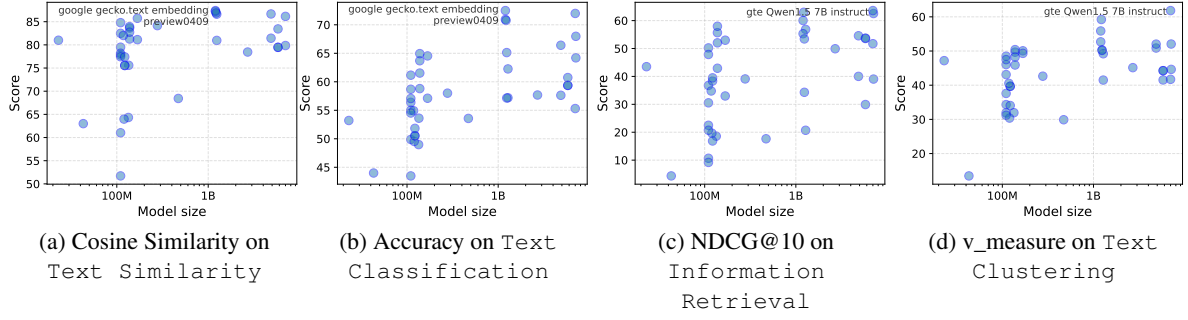 google gecko.text embedding
preview0409
85
80
75
70
65
60
55
50
Score
100M
1B
Model size
(a) Cosine Similarity on
Text Similarity
google gecko.text embedding
preview0409
70
65
60
55
50
45
Score
100M
1B
Model size
(b) Accuracy on Text
Classification
gte Qwen1.5 7B instruct
60
50
40
30
20
10
Score
100M
1B
Model size
(c) NDCG@10 on
Information
Retrieval
gte Qwen1.5 7B instruct
60
50
40
30
20
Score
100M
1B
Model size
(d) v_measure on Text
Clustering